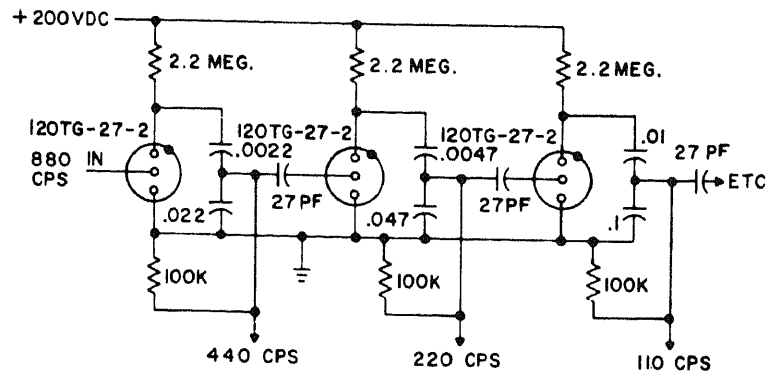 +200VDC
2.2 MEG.
2.2 MEG.
2.2 MEG.
120TG-27-2
120TG-27-2
120TG-27-2
880 IN
CPS
.0022
.0047
.01
27 PF
ETC
27PF
27PF
.022
.047
.1
100K
100K
100K
440 CPS
220 CPS
110 CPS